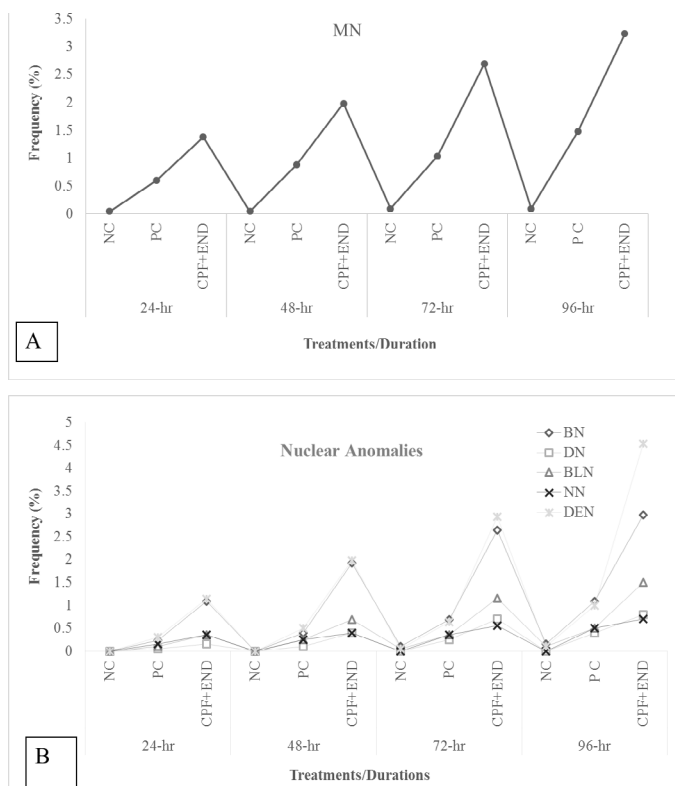 MN
3.5
3
2.5
2
1.5
1
0.5
0
Frequency (%)
NC
PC
CPF+END
NC
PC
CPF+END
NC
PC
CPF+END
NC
P C
CPF+END
24-hr
48-hr
72-hr
96-hr
Treatments/Duration
A
Nuclear Anomalies
BN
DN
BLN
NN
DEN
5
4.5
4
3.5
3
2.5
2
1.5
1
0.5
0
Frequency (%)
NC
PC
CPF+END
NC
PC
CPF+END
NC
PC
CPF+END
NC
P C
CPF+END
24-hr
48-hr
72-hr
96-hr
Treatments/Durations
B